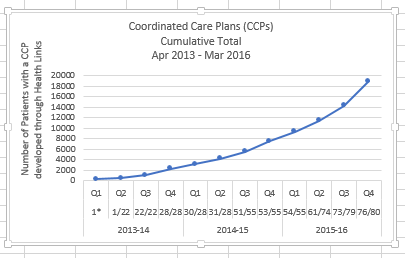 Coordinated Care Plans (CCPs)
Cumulative Total
Apr 2013 - Mar 2016
Number of Patients with a CCP
developed through Health Links
20000
18000
16000
14000
12000
10000
8000
6000
4000
2000
0
Q1 Q2 Q3 Q4 Q1 Q2 Q3 Q4 Q1 Q2 Q3 Q4
1* 1/22 22/22 28/28 30/28 31/28 51/55 53/55 54/55 61/74 73/79 76/80
2013-14 2014-15 2015-16